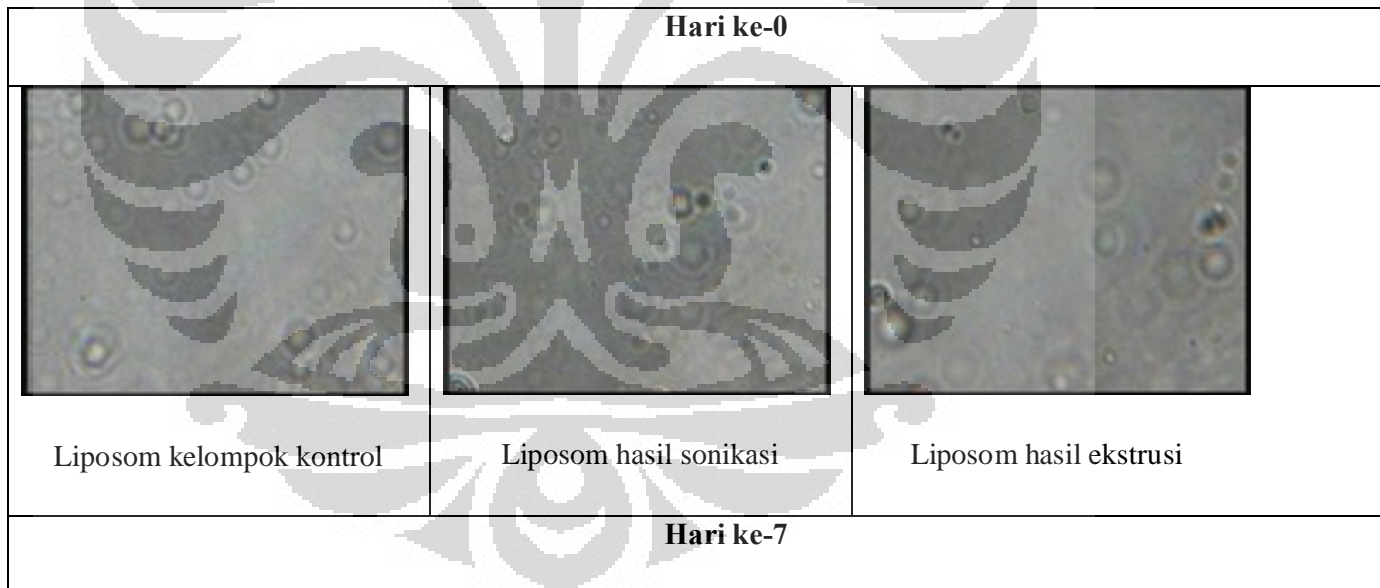 Hari ke-0
Liposom kelompok kontrol
Liposom hasil sonikasi
Liposom hasil ekstrusi
Hari ke-7